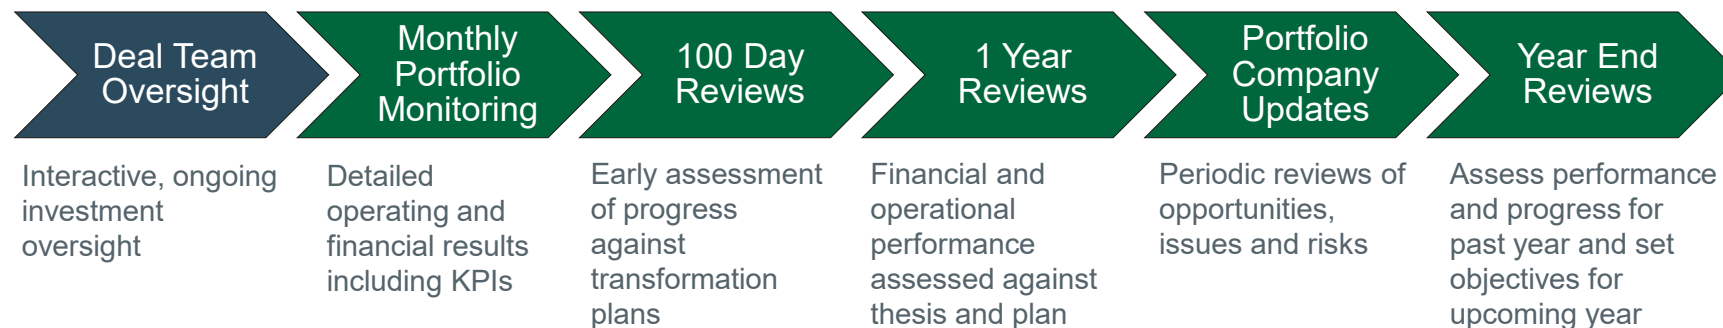 Deal Team
Oversight
Monthly
Portfolio
Monitoring
100 Day
Reviews
1 Year
Reviews
Portfolio
Company
Updates
Year End
Reviews
Interactive, ongoing
investment
oversight
Detailed
operating and
financial results
including KPIs
Early assessment
of progress
against
transformation
plans
Financial and
operational
performance
assessed against
thesis and plan
Periodic reviews of
opportunities,
issues and risks
Assess performance
and progress for
past year and set
objectives for
upcoming year